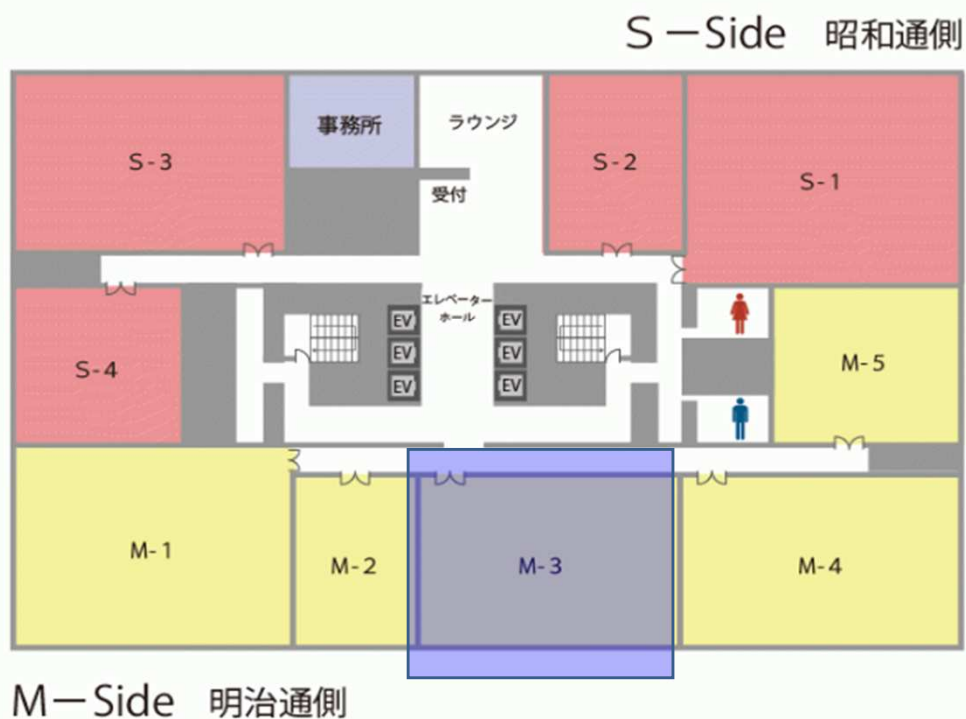 S－Side 昭和通側
S-3
事務所
ラウンジ
S-2
S-1
受付
エレベーター
ホール
EV
EV
EV
EV
EV
EV
S-4
M-5
M-1
M-2
M-3
M-4
M－Side 明治通側